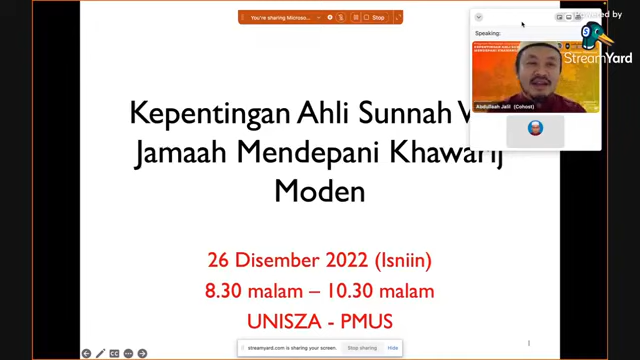 You're sharing Microso...
Stop
Powered by
StreamYard
Speaking:
Abdullaah Jalil (Cohost)
Kepentingan Ahli Sunnah W
Jamaah Mendepani Khawarij
Moden
26 Disember 2022 (Isniin)
8.30 malam – 10.30 malam
UNISZA - PMUS
streamyard.com is sharing your screen.
Stop sharing
Hide